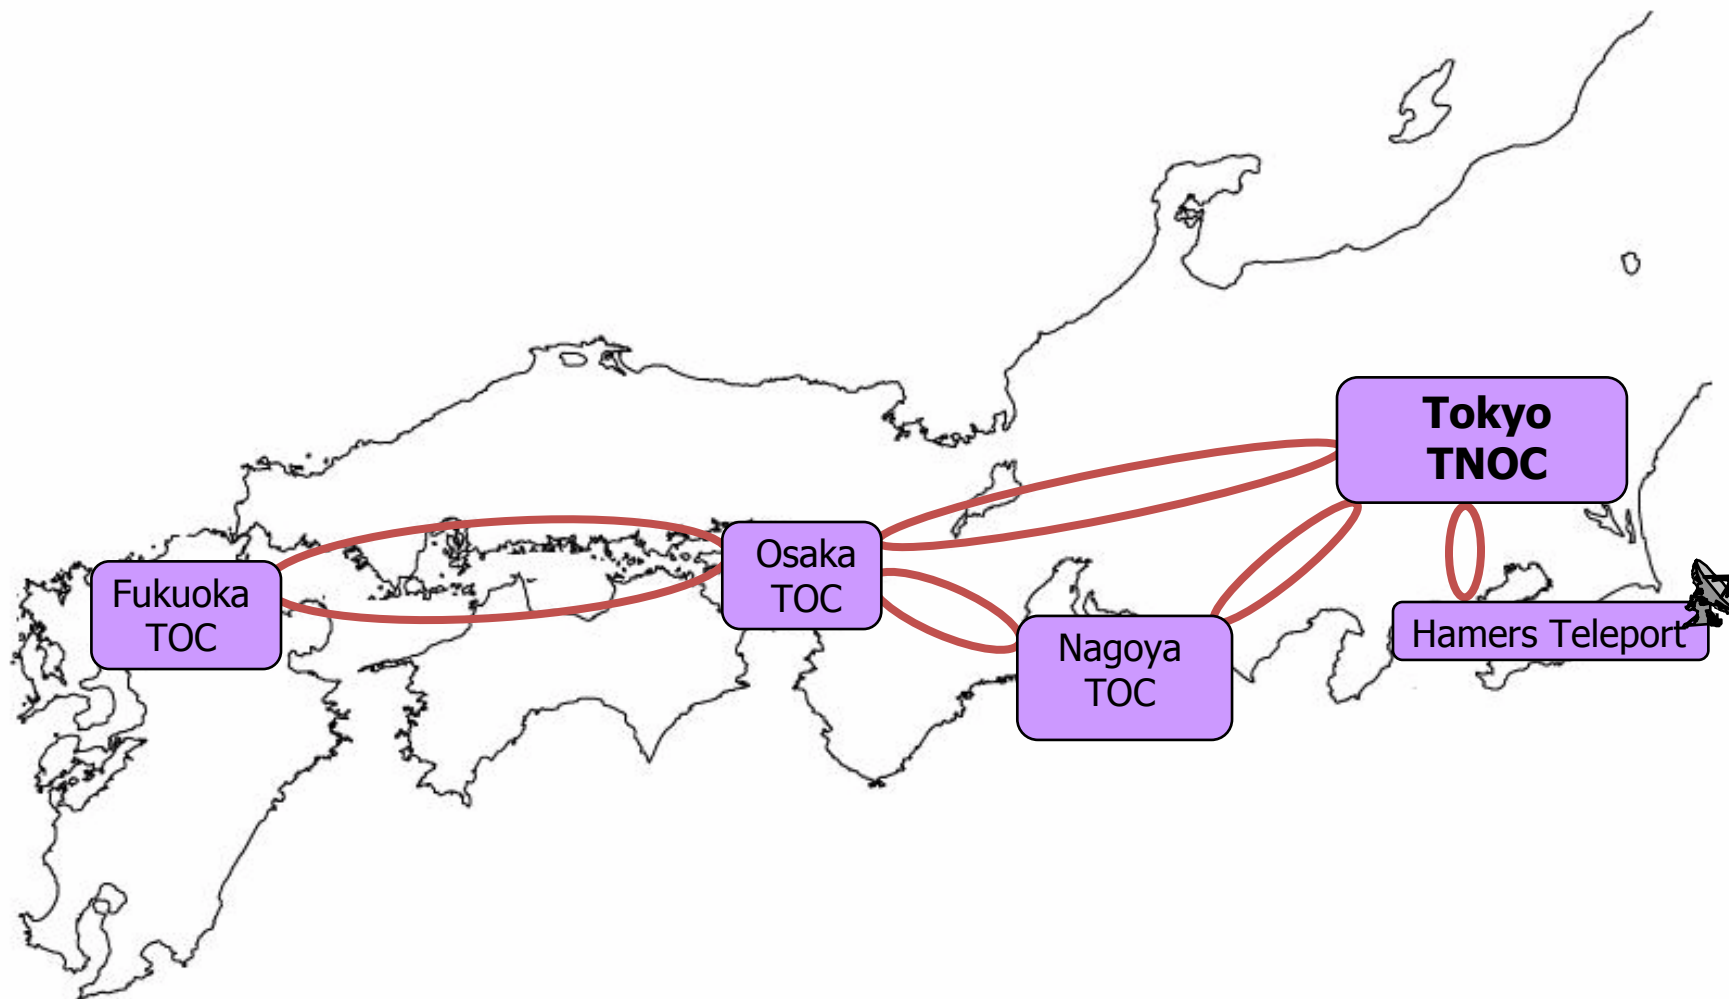 Tokyo
TNOC
Osaka
TOC
Fukuoka
TOC
Nagoya
TOC
Hamers Teleport